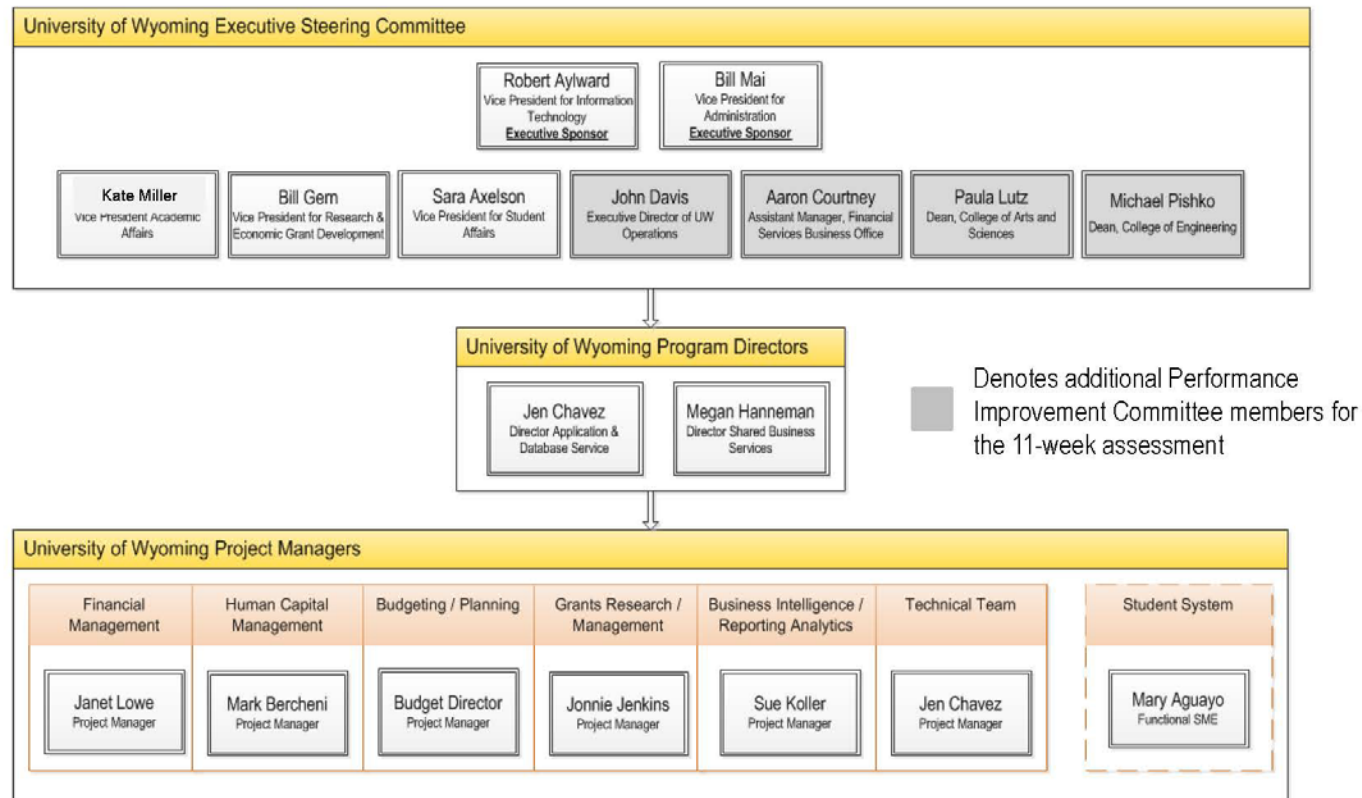 University of Wyoming Executive Steering Committee
Robert Aylward
Vice President for Information
Technology
Executive Sponsor
Bill Mai
Vice President for
Administration
Executive Sponsor
Kate Miller
Vice President Academic
Affairs
Bill Gern
Vice President for Research &
Economic Grant Development
Sara Axelson
Vice President for Student
Affairs
John Davis
Executive Director of UW
Operations
Aaron Courtney
Assistant Manager, Financial
Services Business Office
Paula Lutz
Dean, College of Arts and
Sciences
Michael Pishko
Dean, College of Engineering
University of Wyoming Program Directors
Jen Chavez
Director Application &
Database Service
Megan Hanneman
Director Shared Business
Services
Denotes additional Performance
Improvement Committee members for
the 11-week assessment
University of Wyoming Project Managers
Financial
Management
Janet Lowe
Project Manager
Human Capital
Management
Mark Bercheni
Project Manager
Budgeting / Planning
Budget Director
Project Manager
Grants Research /
Management
Jonnie Jenkins
Project Manager
Business Intelligence /
Reporting Analytics
Sue Koller
Project Manager
Technical Team
Jen Chavez
Project Manager
Student System
Mary Aguayo
Functional SME